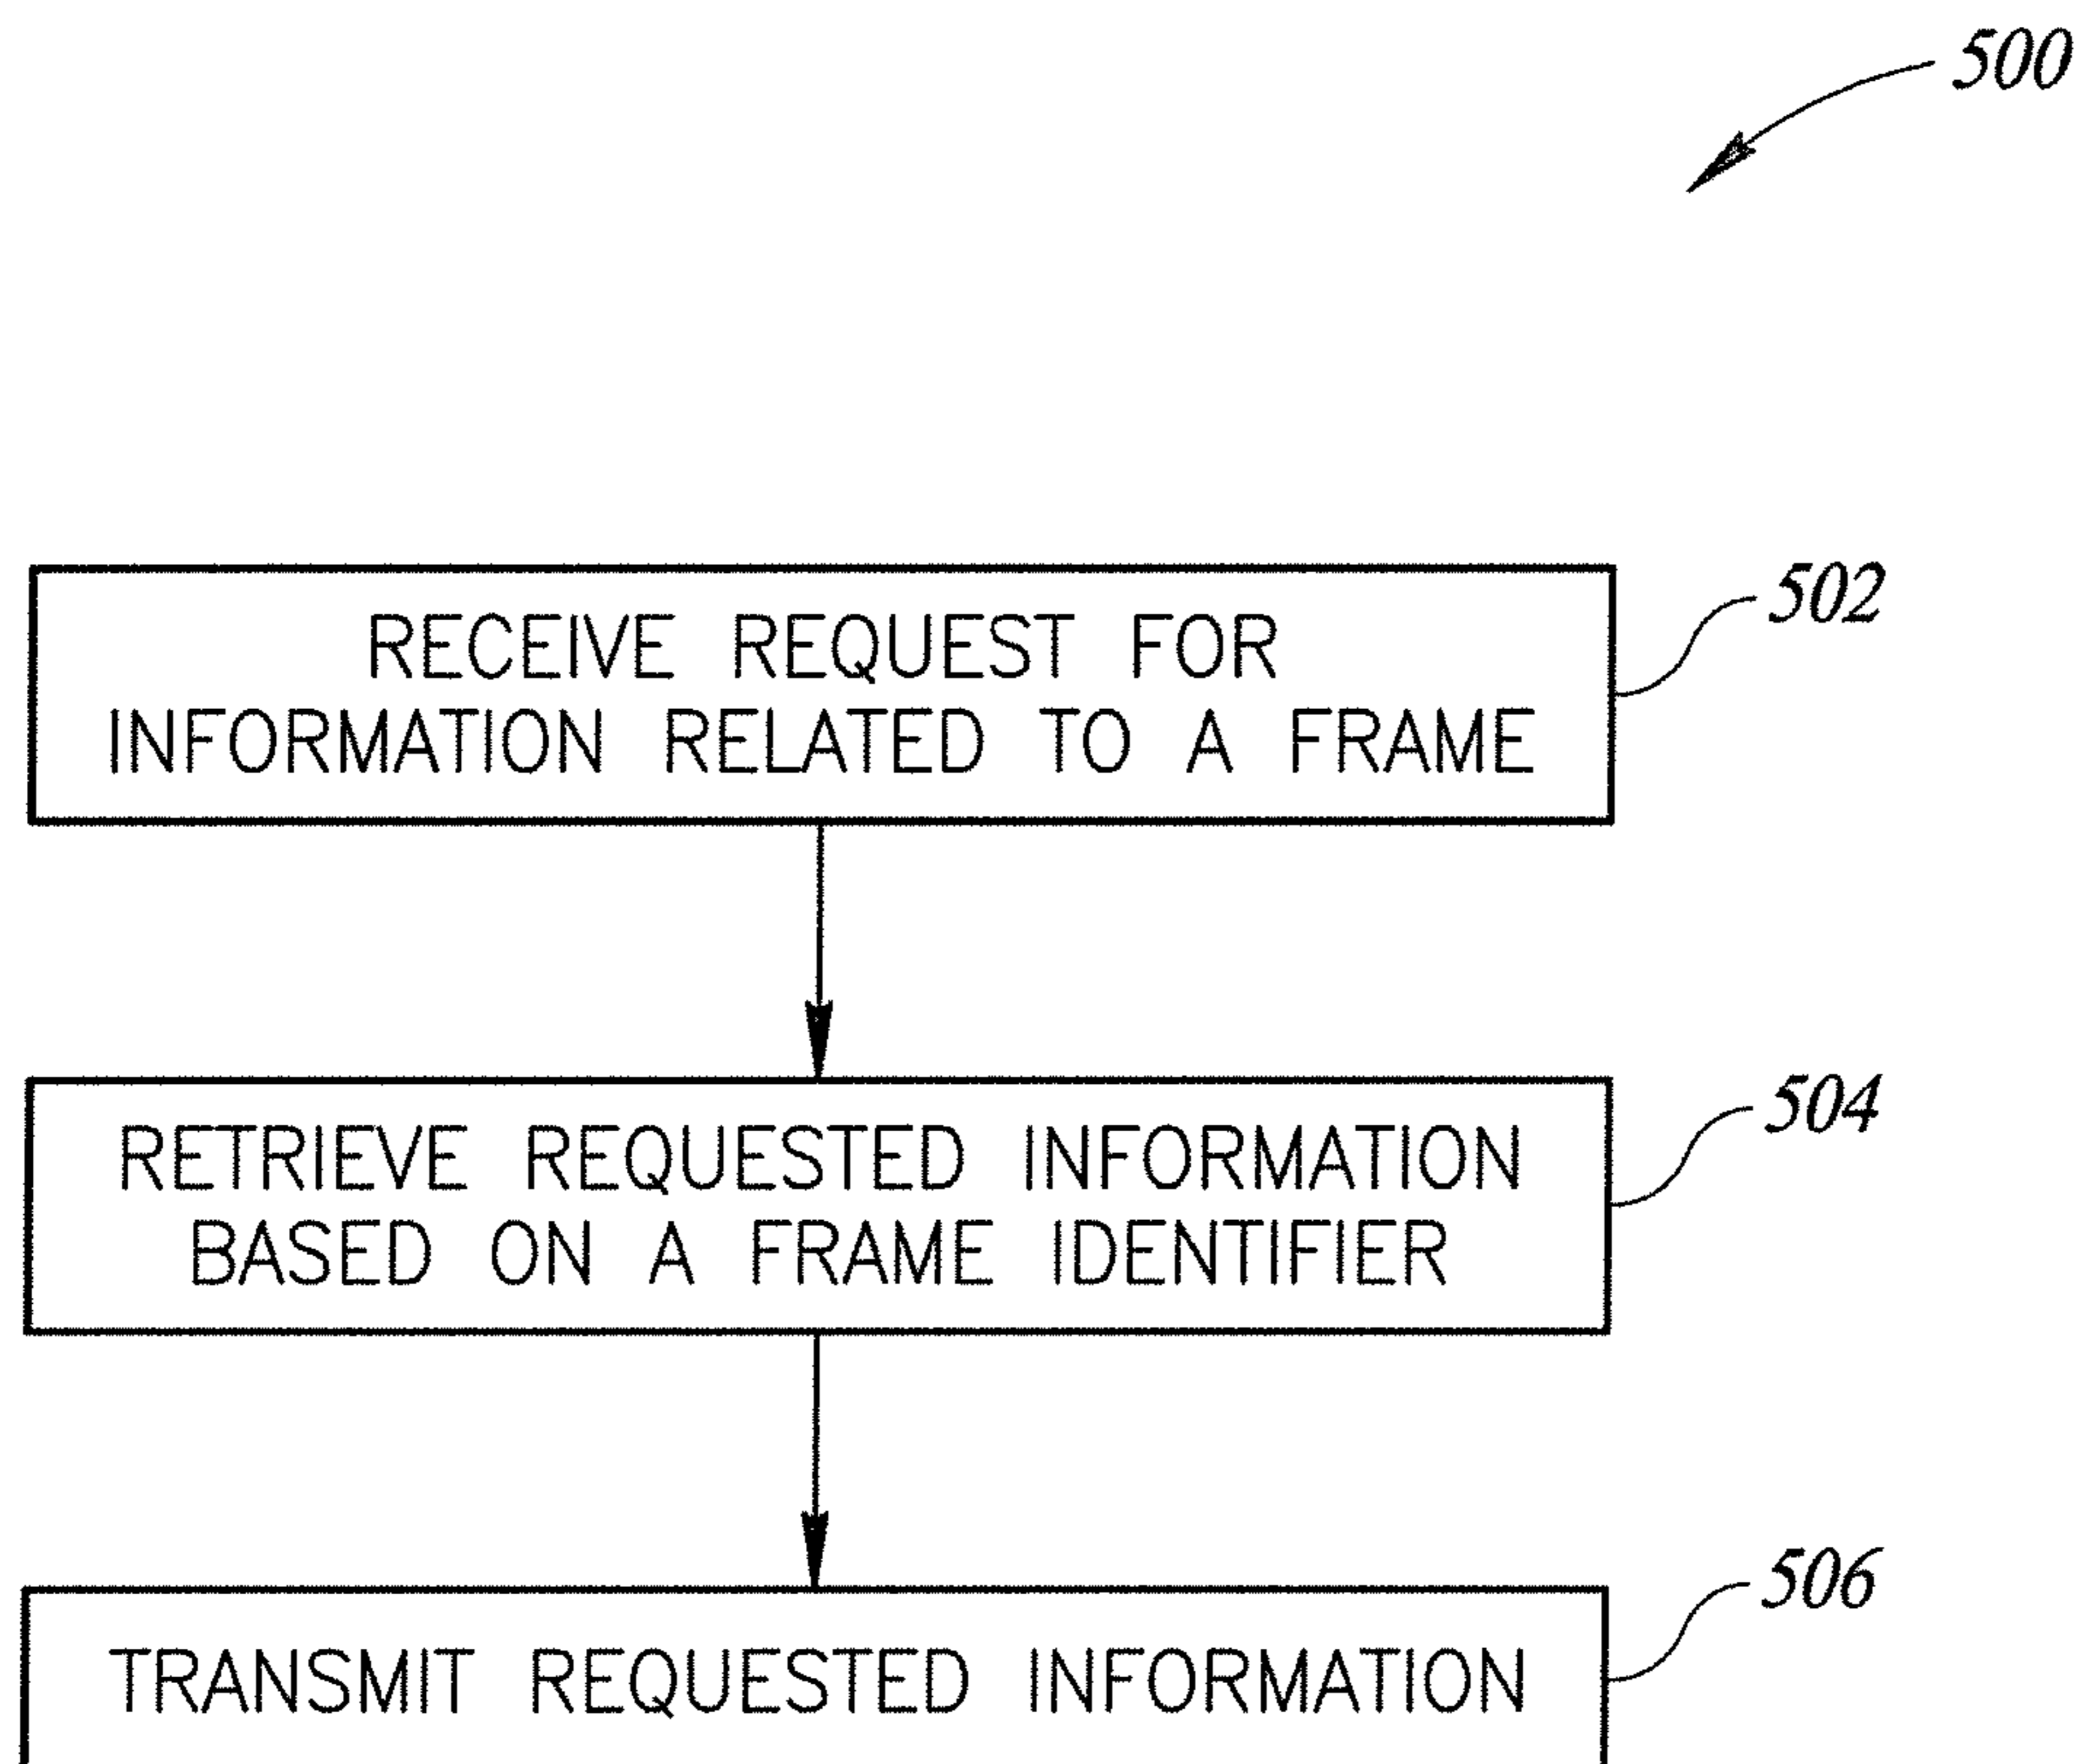 500
RECEIVE REQUEST FOR
INFORMATION RELATED TO A FRAME
502
RETRIEVE REQUESTED INFORMATION
BASED ON A FRAME IDENTIFIER
504
TRANSMIT REQUESTED INFORMATION
506